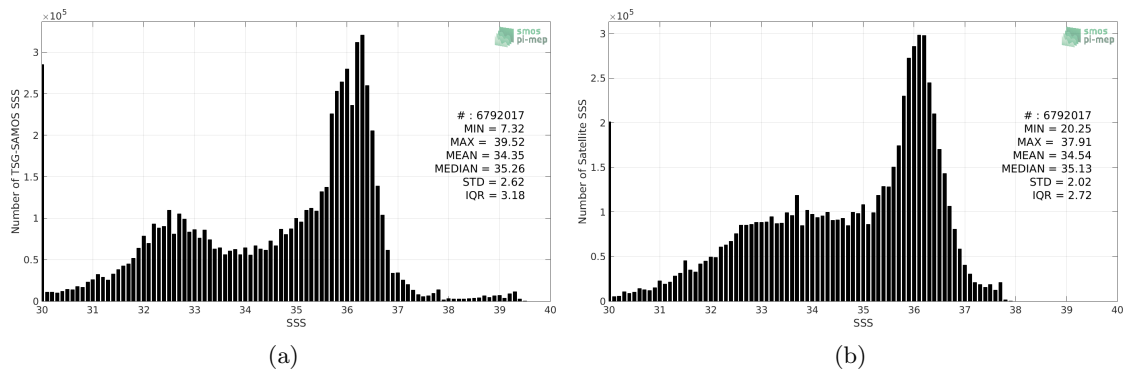 ×10⁵
smos
pi-mep
Number of TSG-SAMOS SSS
3
2.5
2
1.5
1
0.5
0
# : 6792017
MIN = 7.32
MAX = 39.52
MEAN = 34.35
MEDIAN = 35.26
STD = 2.62
IQR = 3.18
30 31 32 33 34 35 36 37 38 39 40
SSS
(a)
×10⁵
smos
pi-mep
Number of Satellite SSS
3
2.5
2
1.5
1
0.5
0
# : 6792017
MIN = 20.25
MAX = 37.91
MEAN = 34.54
MEDIAN = 35.13
STD = 2.02
IQR = 2.72
30 31 32 33 34 35 36 37 38 39 40
SSS
(b)